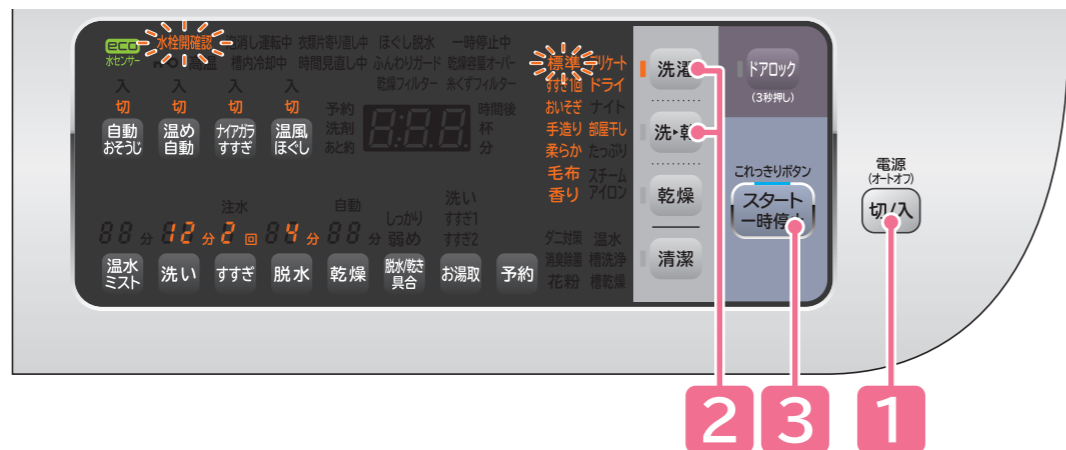 eco 水栓開確認 泡消し運転中 衣類片寄り直し中 ほぐし脱水 一時停止中
水センサー 高温 槽内冷却中 時間見直し中 ふんわりガード 乾燥容量オーバー
乾燥フィルター 糸くずフィルター
入 入 入 入
切 切 切 切
自動おそうじ 温め自動 ナイアガラすすぎ 温風ほぐし
予約 時間後
洗剤 8:88 杯
あと約 分
標準 デリケート
すすぎ1回 ドライ
おいそぎ ナイト
手造り 部屋干し
柔らか たっぷり
毛布 スチーム
香り アイロン
注水 自動 洗い
しっかり すすぎ1
88 分 12 分 2 回 4 分 88 分 弱め すすぎ2
温水ミスト 洗い すすぎ 脱水 乾燥 脱水/乾き具合 お湯取 予約
ダニ対策 温水
消臭除菌 槽洗浄
花粉 槽乾燥
洗濯
洗・乾
乾燥
清潔
ドアロック
(3秒押し)
これっきりボタン
スタート
一時停止
電源
(オートオフ)
切/入
2 3 1